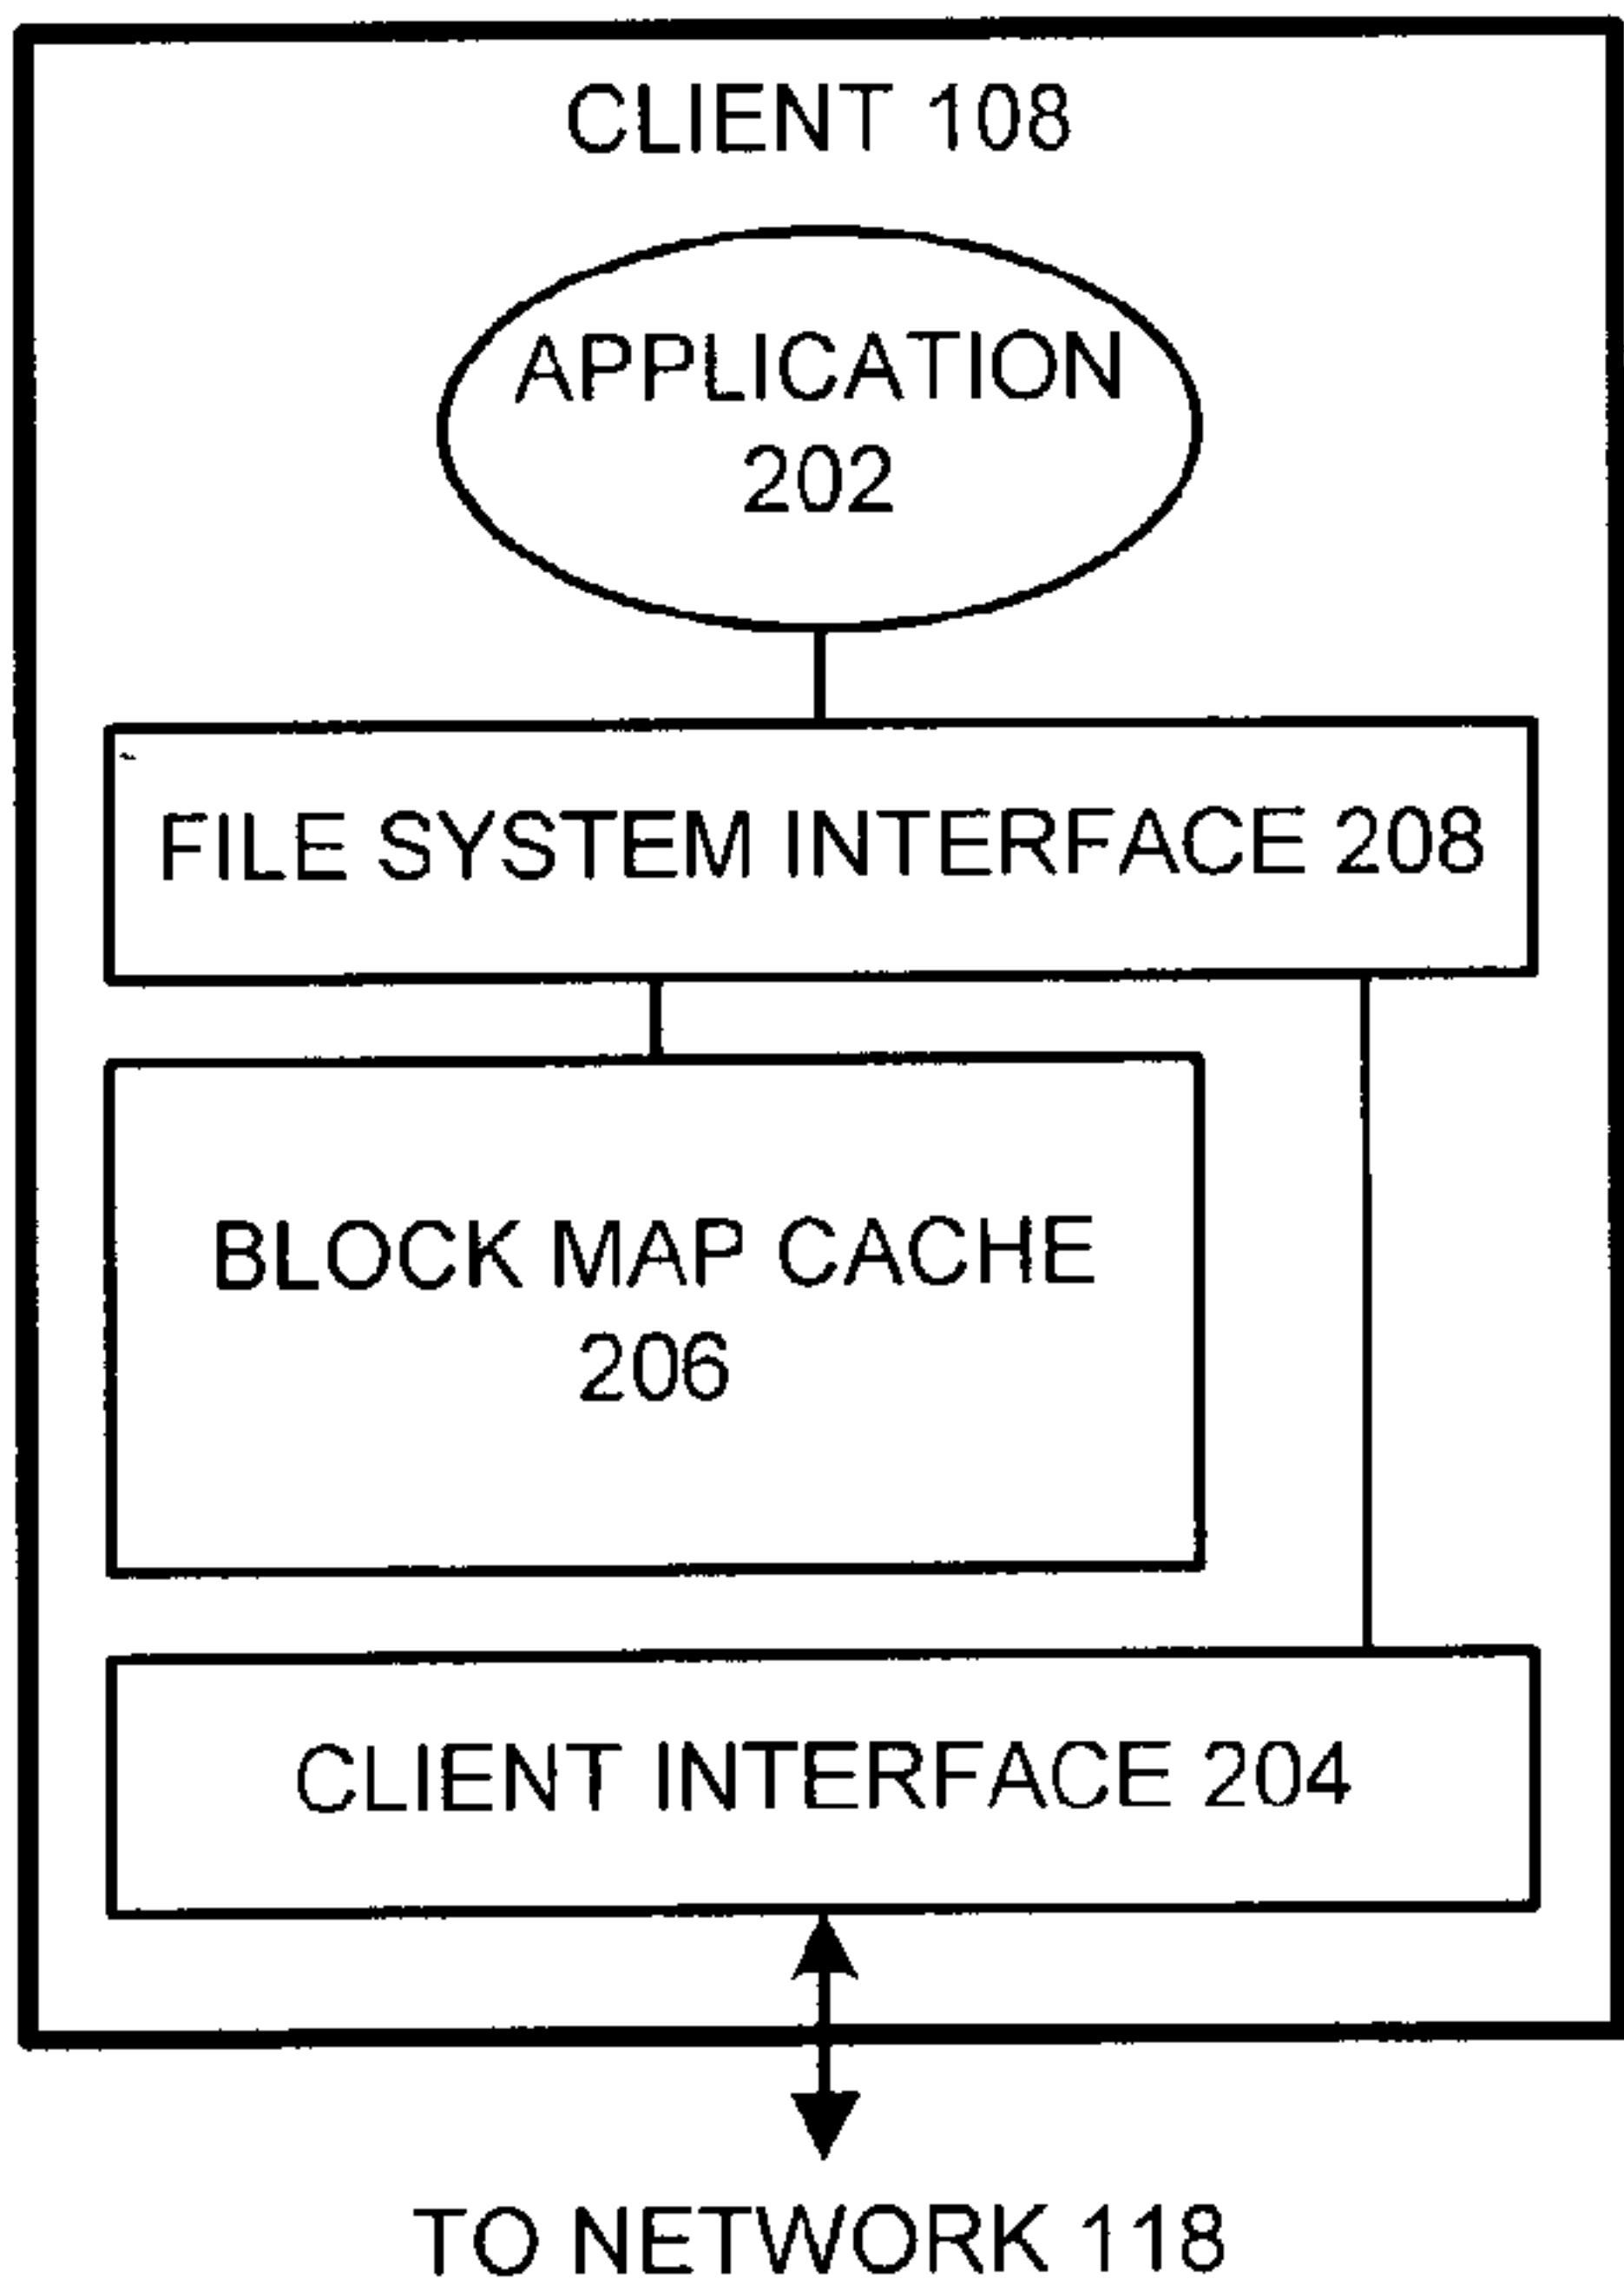 CLIENT 108
APPLICATION
202
FILE SYSTEM INTERFACE 208
BLOCK MAP CACHE
206
CLIENT INTERFACE 204
TO NETWORK 118